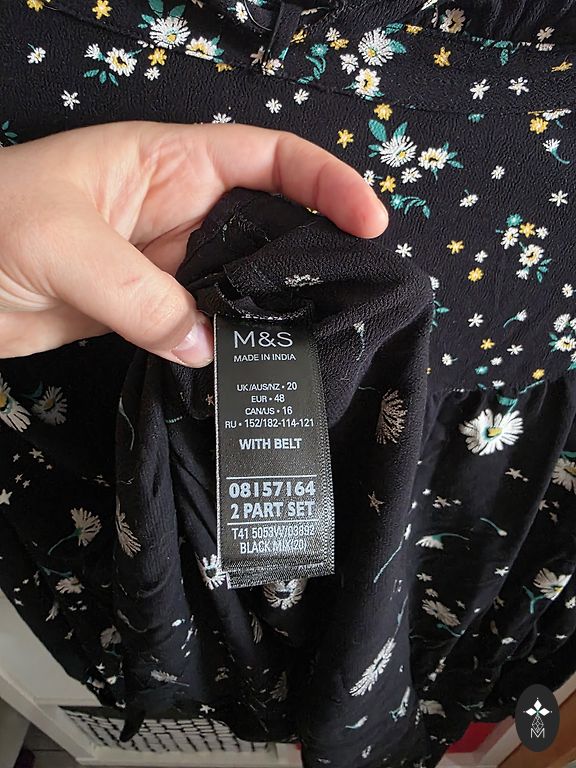 M&S
MADE IN INDIA
UK/AUS/NZ • 20
EUR • 48
CAN/US • 16
RU • 152/182-114-121
WITH BELT
08157164
2 PART SET
T41 5053W/03898
BLACK MIX(20)
M